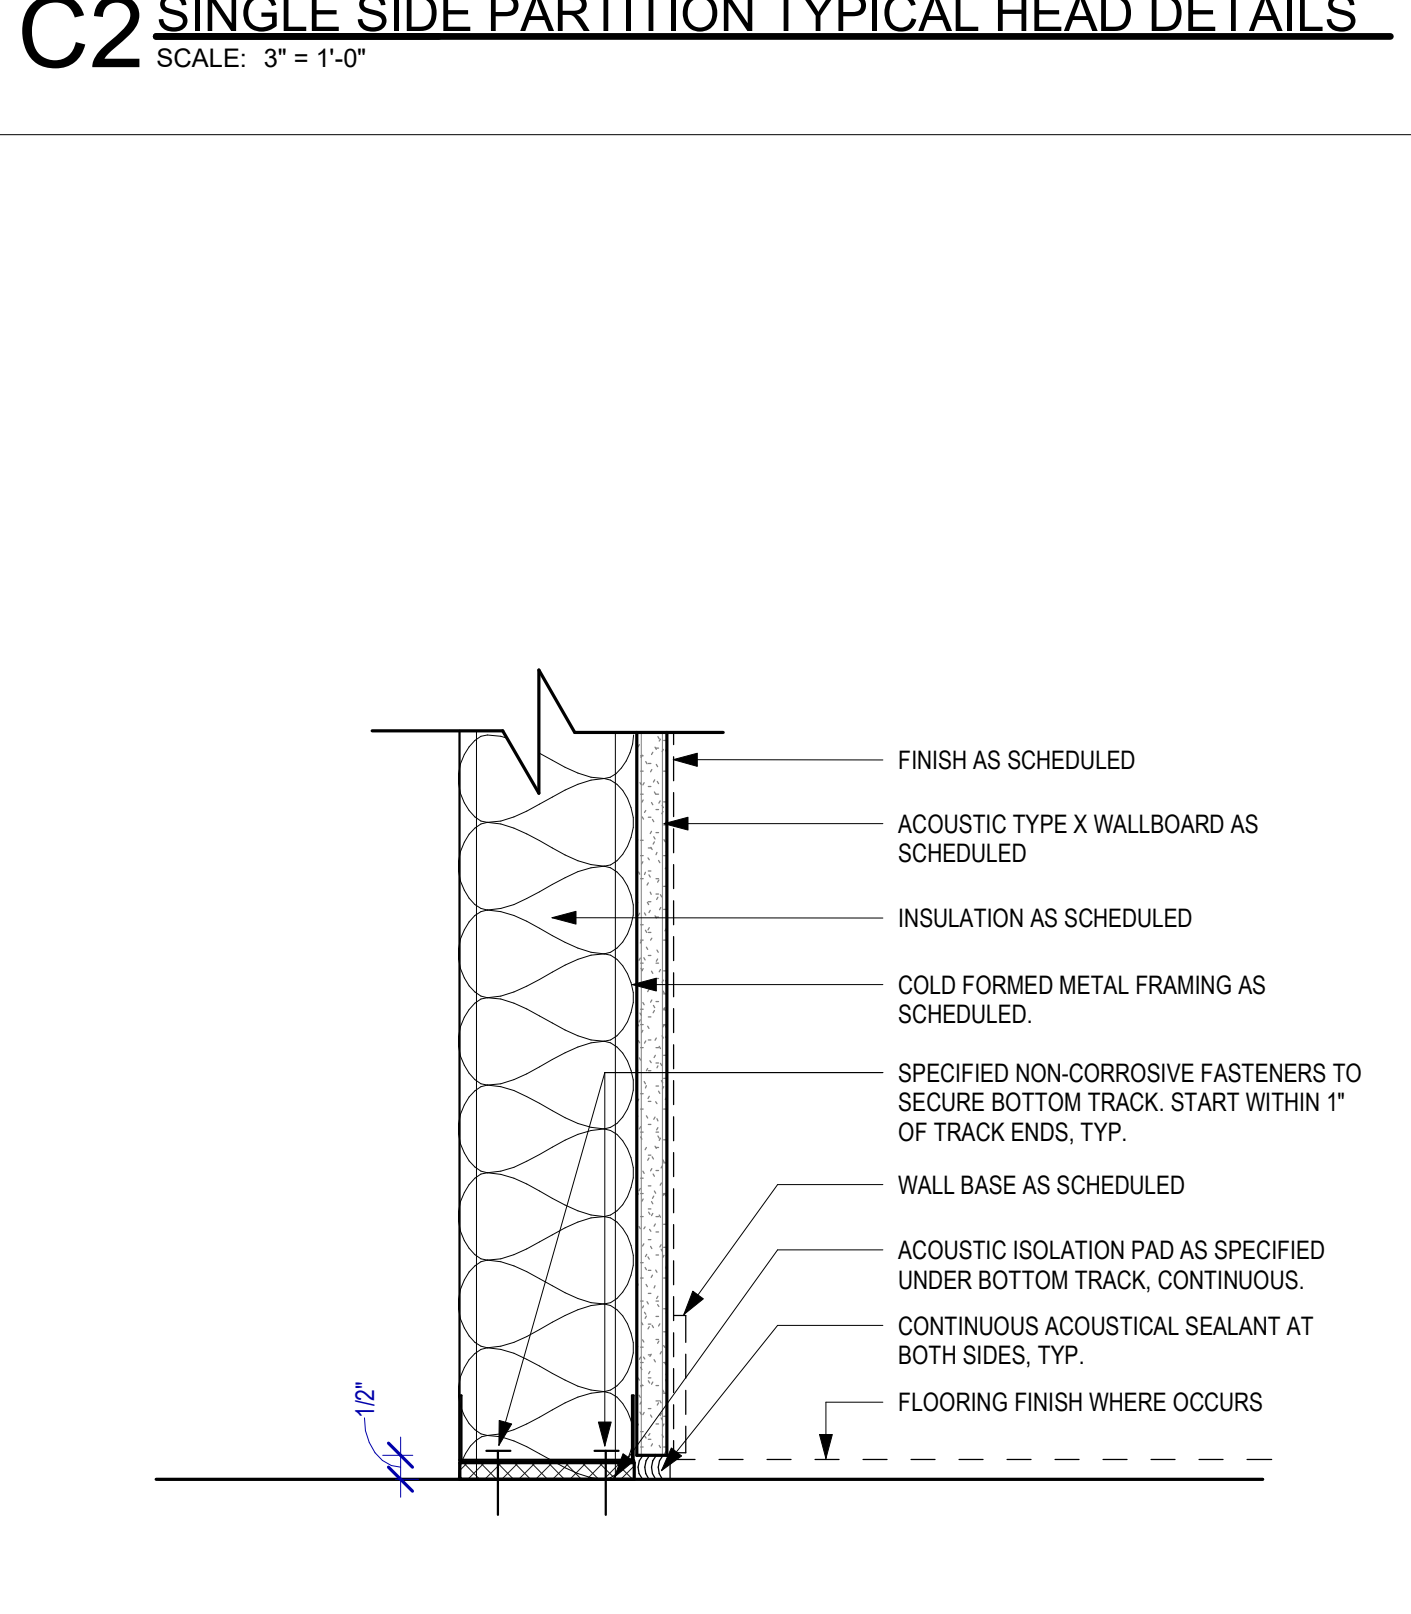 C2 SINGLE SIDE PARTITION TYPICAL HEAD DETAILS
SCALE: 3" = 1'-0"
FINISH AS SCHEDULED
ACOUSTIC TYPE X WALLBOARD AS
SCHEDULED
INSULATION AS SCHEDULED
COLD FORMED METAL FRAMING AS
SCHEDULED.
SPECIFIED NON-CORROSIVE FASTENERS TO
SECURE BOTTOM TRACK. START WITHIN 1"
OF TRACK ENDS, TYP.
WALL BASE AS SCHEDULED
ACOUSTIC ISOLATION PAD AS SPECIFIED
UNDER BOTTOM TRACK, CONTINUOUS.
CONTINUOUS ACOUSTICAL SEALANT AT
BOTH SIDES, TYP.
FLOORING FINISH WHERE OCCURS
1/2"